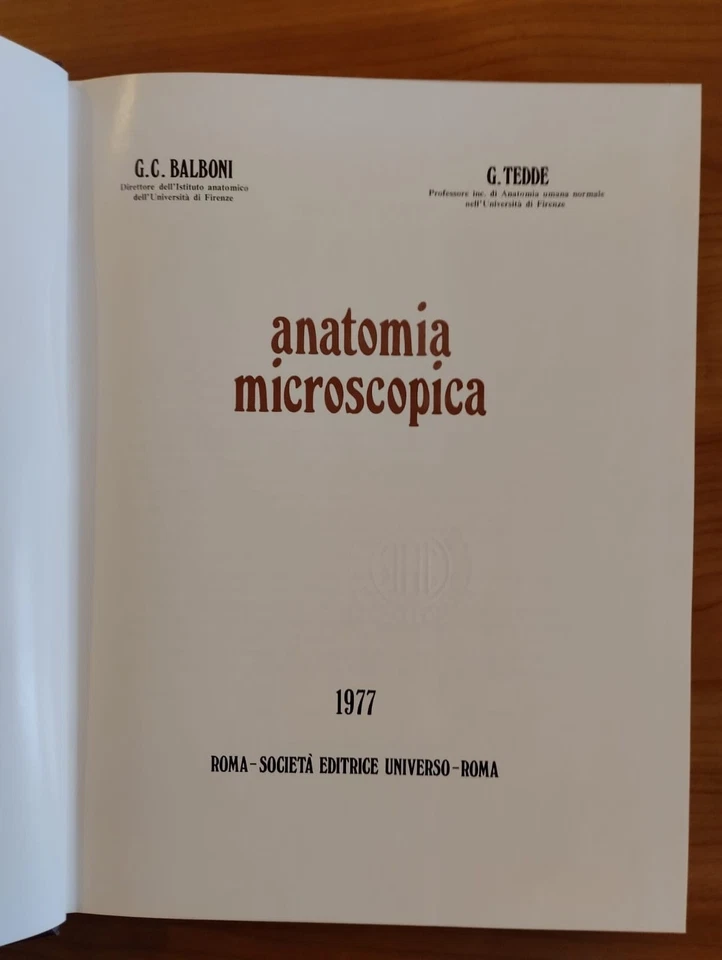 G.C. BALBONI
Direttore dell'Istituto anatomico
dell'Università di Firenze
G. TEDDE
Professore inc. di Anatomia umana normale
nell'Università di Firenze
anatomia
microscopica
1977
ROMA-SOCIETÀ EDITRICE UNIVERSO-ROMA